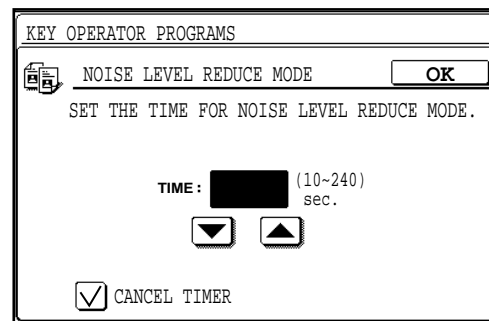 KEY OPERATOR PROGRAMS
NOISE LEVEL REDUCE MODE OK
SET THE TIME FOR NOISE LEVEL REDUCE MODE.
TIME : (10~240)
sec.
CANCEL TIMER